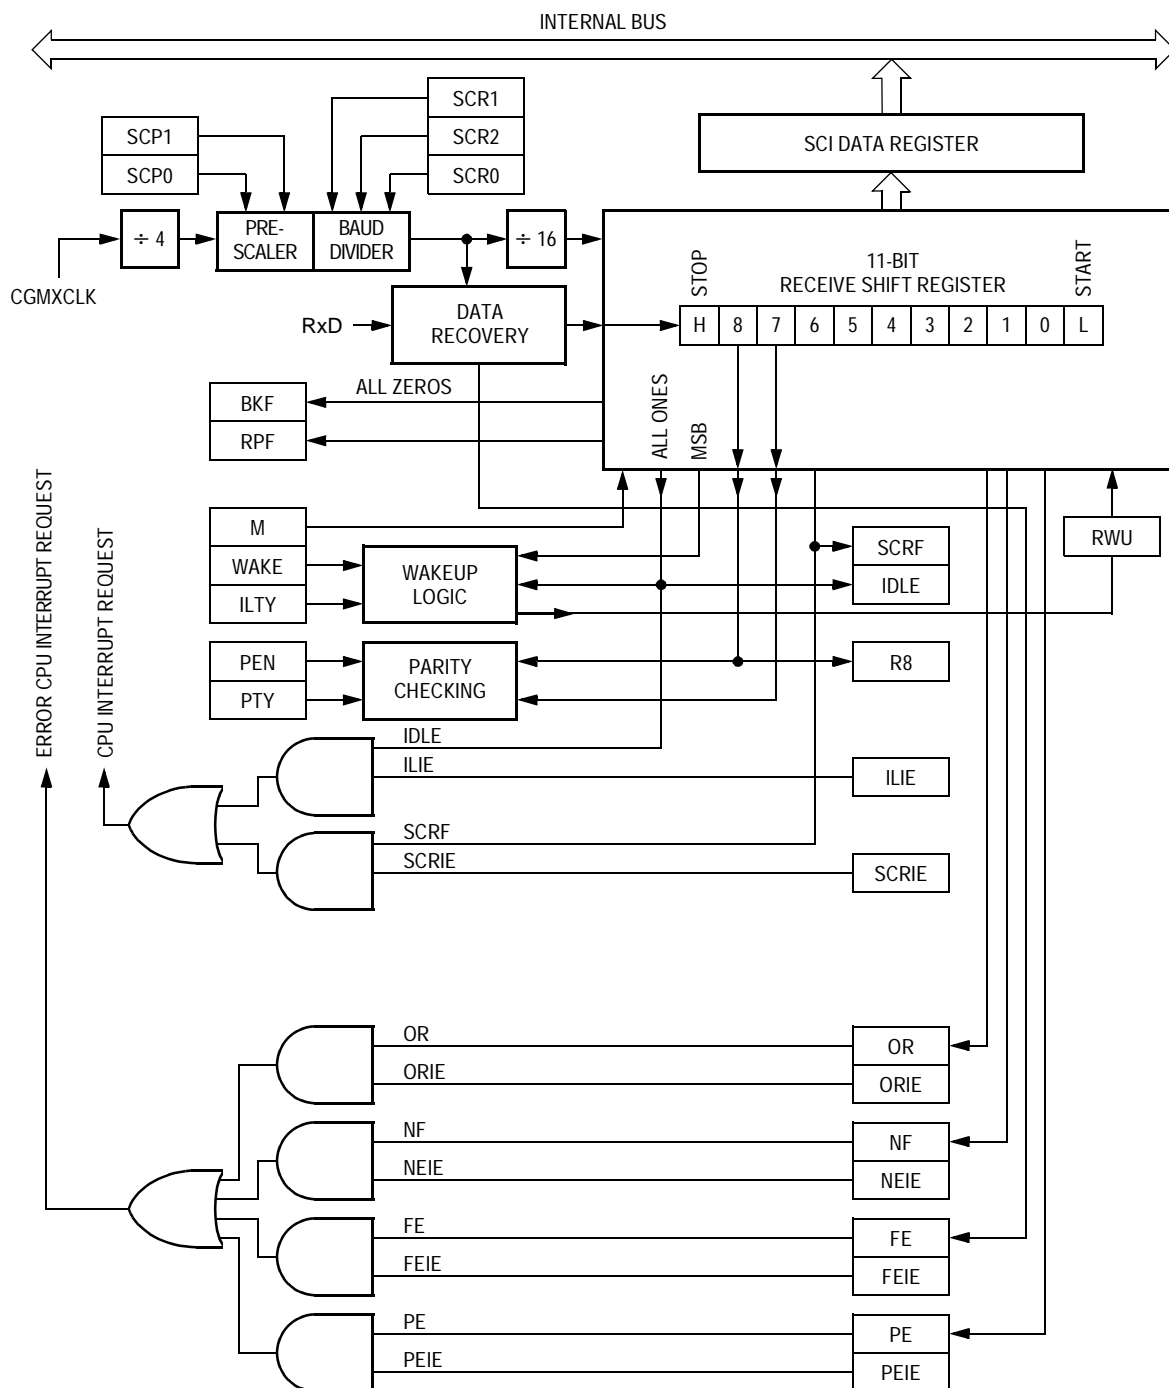 INTERNAL BUS
SCR1
SCR2
SCR0
SCP1
SCP0
SCI DATA REGISTER
÷ 4
PRE-
SCALER
BAUD
DIVIDER
÷ 16
CGMXCLK
RxD
DATA
RECOVERY
STOP
11-BIT
RECEIVE SHIFT REGISTER
START
H 8 7 6 5 4 3 2 1 0 L
ALL ZEROS
BKF
RPF
ALL ONES
MSB
M
WAKE
ILTY
WAKEUP
LOGIC
SCRF
IDLE
RWU
PEN
PTY
PARITY
CHECKING
R8
ERROR CPU INTERRUPT REQUEST
CPU INTERRUPT REQUEST
IDLE
ILIE
ILIE
SCRF
SCRIE
SCRIE
OR
ORIE
OR
ORIE
NF
NEIE
NF
NEIE
FE
FEIE
FE
FEIE
PE
PEIE
PE
PEIE